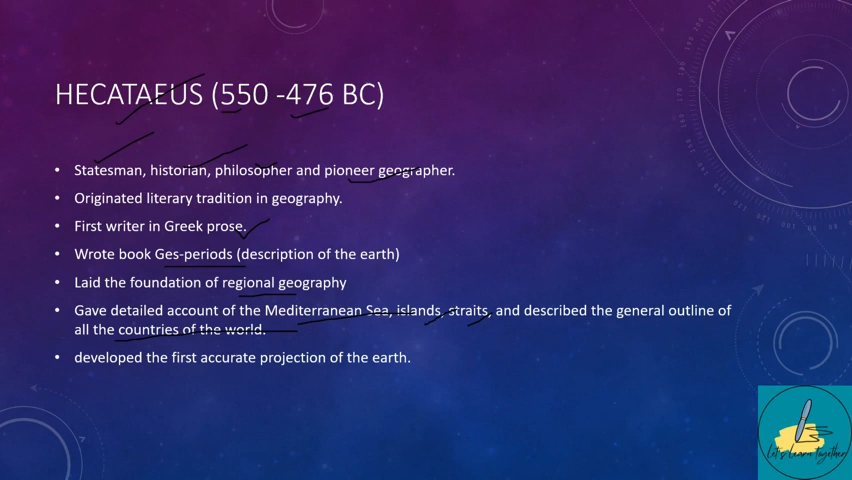 HECATAEUS (550 -476 BC)
• Statesman, historian, philosopher and pioneer geographer.
• Originated literary tradition in geography.
• First writer in Greek prose.
• Wrote book Ges-periods (description of the earth)
• Laid the foundation of regional geography
• Gave detailed account of the Mediterranean Sea, islands, straits, and described the general outline of
all the countries of the world.
• developed the first accurate projection of the earth.
Let's learn together